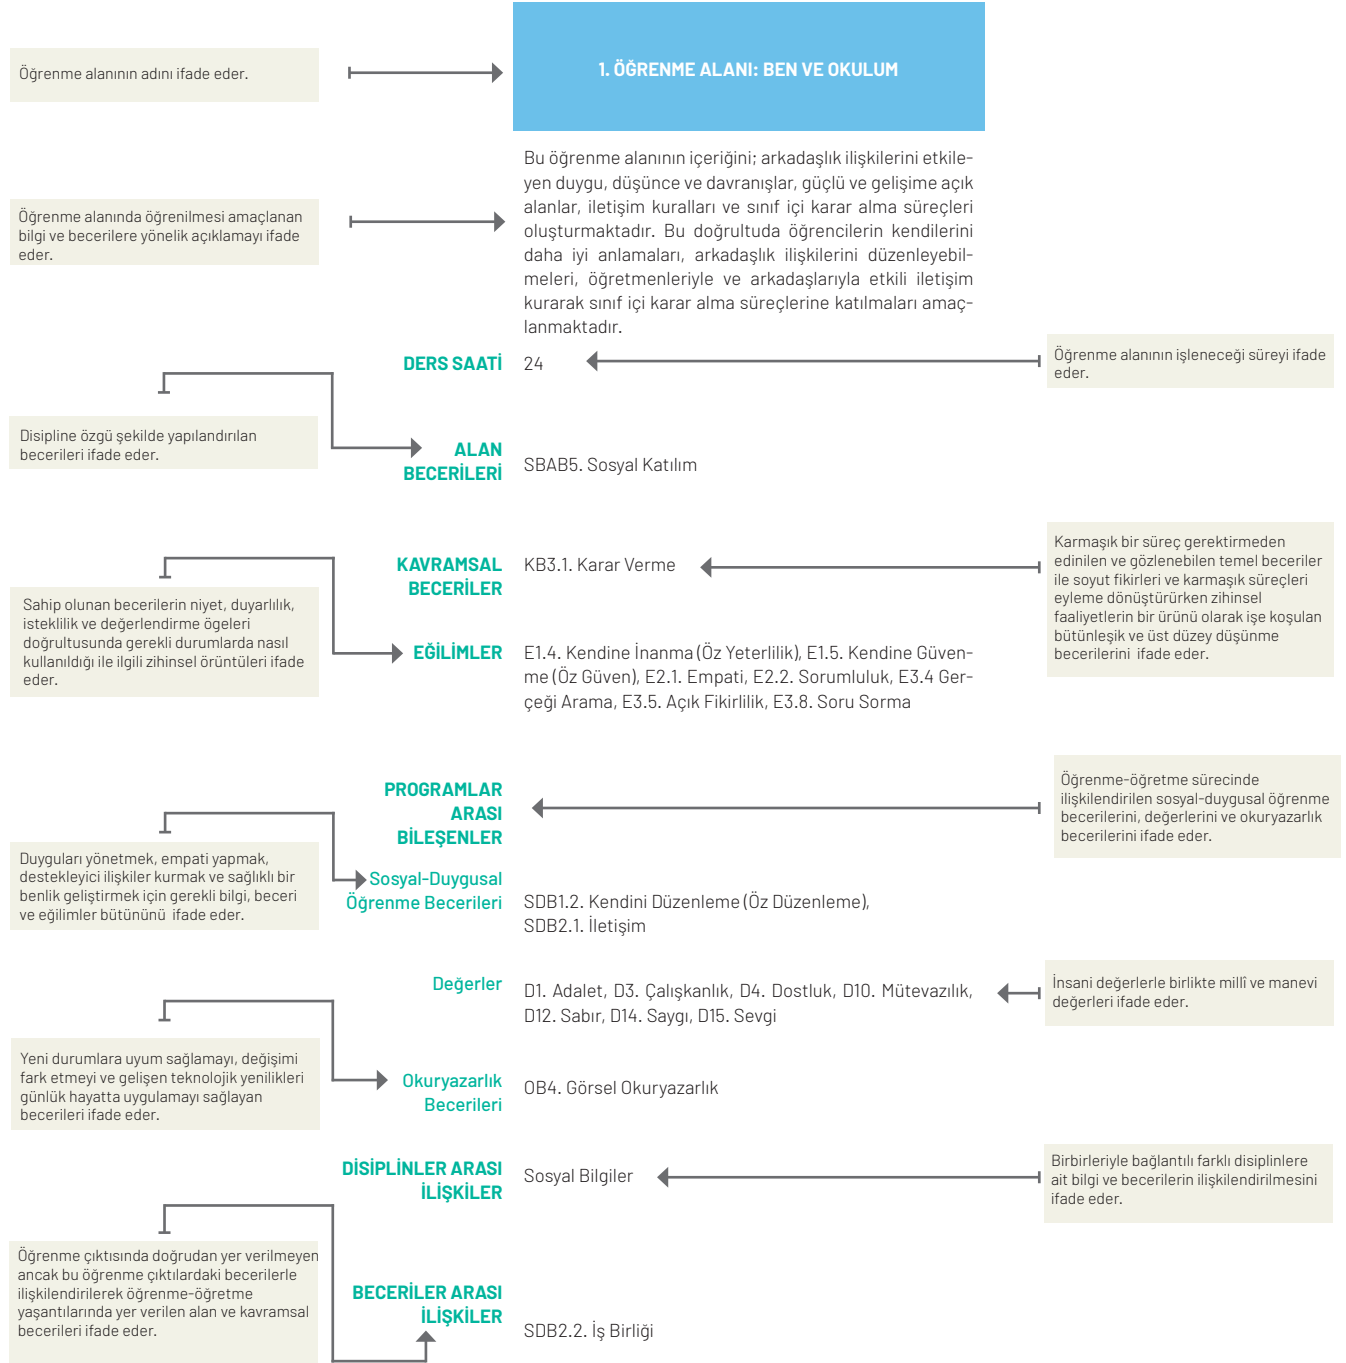 1. ÖĞRENME ALANI: BEN VE OKULUM
Öğrenme alanının adını ifade eder.
Bu öğrenme alanının içeriğini; arkadaşlık ilişkilerini etkile-
yen duygu, düşünce ve davranışlar, güçlü ve gelişime açık
alanlar, iletişim kuralları ve sınıf içi karar alma süreçleri
oluşturmaktadır. Bu doğrultuda öğrencilerin kendilerini
daha iyi anlamaları, arkadaşlık ilişkilerini düzenleyebil-
meleri, öğretmenleriyle ve arkadaşlarıyla etkili iletişim
kurarak sınıf içi karar alma süreçlerine katılmaları amaç-
lanmaktadır.
Öğrenme alanında öğrenilmesi amaçlanan
bilgi ve becerilere yönelik açıklamayı ifade
eder.
DERS SAATİ
24
Öğrenme alanının işleneceği süreyi ifade
eder.
Disipline özgü şekilde yapılandırılan
becerileri ifade eder.
ALAN
BECERİLERİ
SBAB5. Sosyal Katılım
KAVRAMSAL
BECERİLER
KB3.1. Karar Verme
Karmaşık bir süreç gerektirmeden
edinilen ve gözlenebilen temel beceriler
ile soyut fikirleri ve karmaşık süreçleri
eyleme dönüştürürken zihinsel
faaliyetlerin bir ürünü olarak işe koşulan
bütünleşik ve üst düzey düşünme
becerilerini ifade eder.
Sahip olunan becerilerin niyet, duyarlılık,
isteklilik ve değerlendirme ögeleri
doğrultusunda gerekli durumlarda nasıl
kullanıldığı ile ilgili zihinsel örüntüleri ifade
eder.
EĞİLİMLER
E1.4. Kendine İnanma (Öz Yeterlilik), E1.5. Kendine Güven-
me (Öz Güven), E2.1. Empati, E2.2. Sorumluluk, E3.4 Ger-
çeği Arama, E3.5. Açık Fikirlilik, E3.8. Soru Sorma
PROGRAMLAR
ARASI
BİLEŞENLER
Öğrenme-öğretme sürecinde
ilişkilendirilen sosyal-duygusal öğrenme
becerilerini, değerlerini ve okuryazarlık
becerilerini ifade eder.
Duyguları yönetmek, empati yapmak,
destekleyici ilişkiler kurmak ve sağlıklı bir
benlik geliştirmek için gerekli bilgi, beceri
ve eğilimler bütününü ifade eder.
Sosyal-Duygusal
Öğrenme Becerileri
SDB1.2. Kendini Düzenleme (Öz Düzenleme),
SDB2.1. İletişim
Değerler
D1. Adalet, D3. Çalışkanlık, D4. Dostluk, D10. Mütevazılık,
D12. Sabır, D14. Saygı, D15. Sevgi
İnsani değerlerle birlikte millî ve manevi
değerleri ifade eder.
Yeni durumlara uyum sağlamayı, değişimi
fark etmeyi ve gelişen teknolojik yenilikleri
günlük hayatta uygulamayı sağlayan
becerileri ifade eder.
Okuryazarlık
Becerileri
OB4. Görsel Okuryazarlık
DİSİPLİNLER ARASI
İLİŞKİLER
Sosyal Bilgiler
Birbirleriyle bağlantılı farklı disiplinlere
ait bilgi ve becerilerin ilişkilendirilmesini
ifade eder.
Öğrenme çıktısında doğrudan yer verilmeyen
ancak bu öğrenme çıktılardaki becerilerle
ilişkilendirilerek öğrenme-öğretme
yaşantılarında yer verilen alan ve kavramsal
becerileri ifade eder.
BECERİLER ARASI
İLİŞKİLER
SDB2.2. İş Birliği